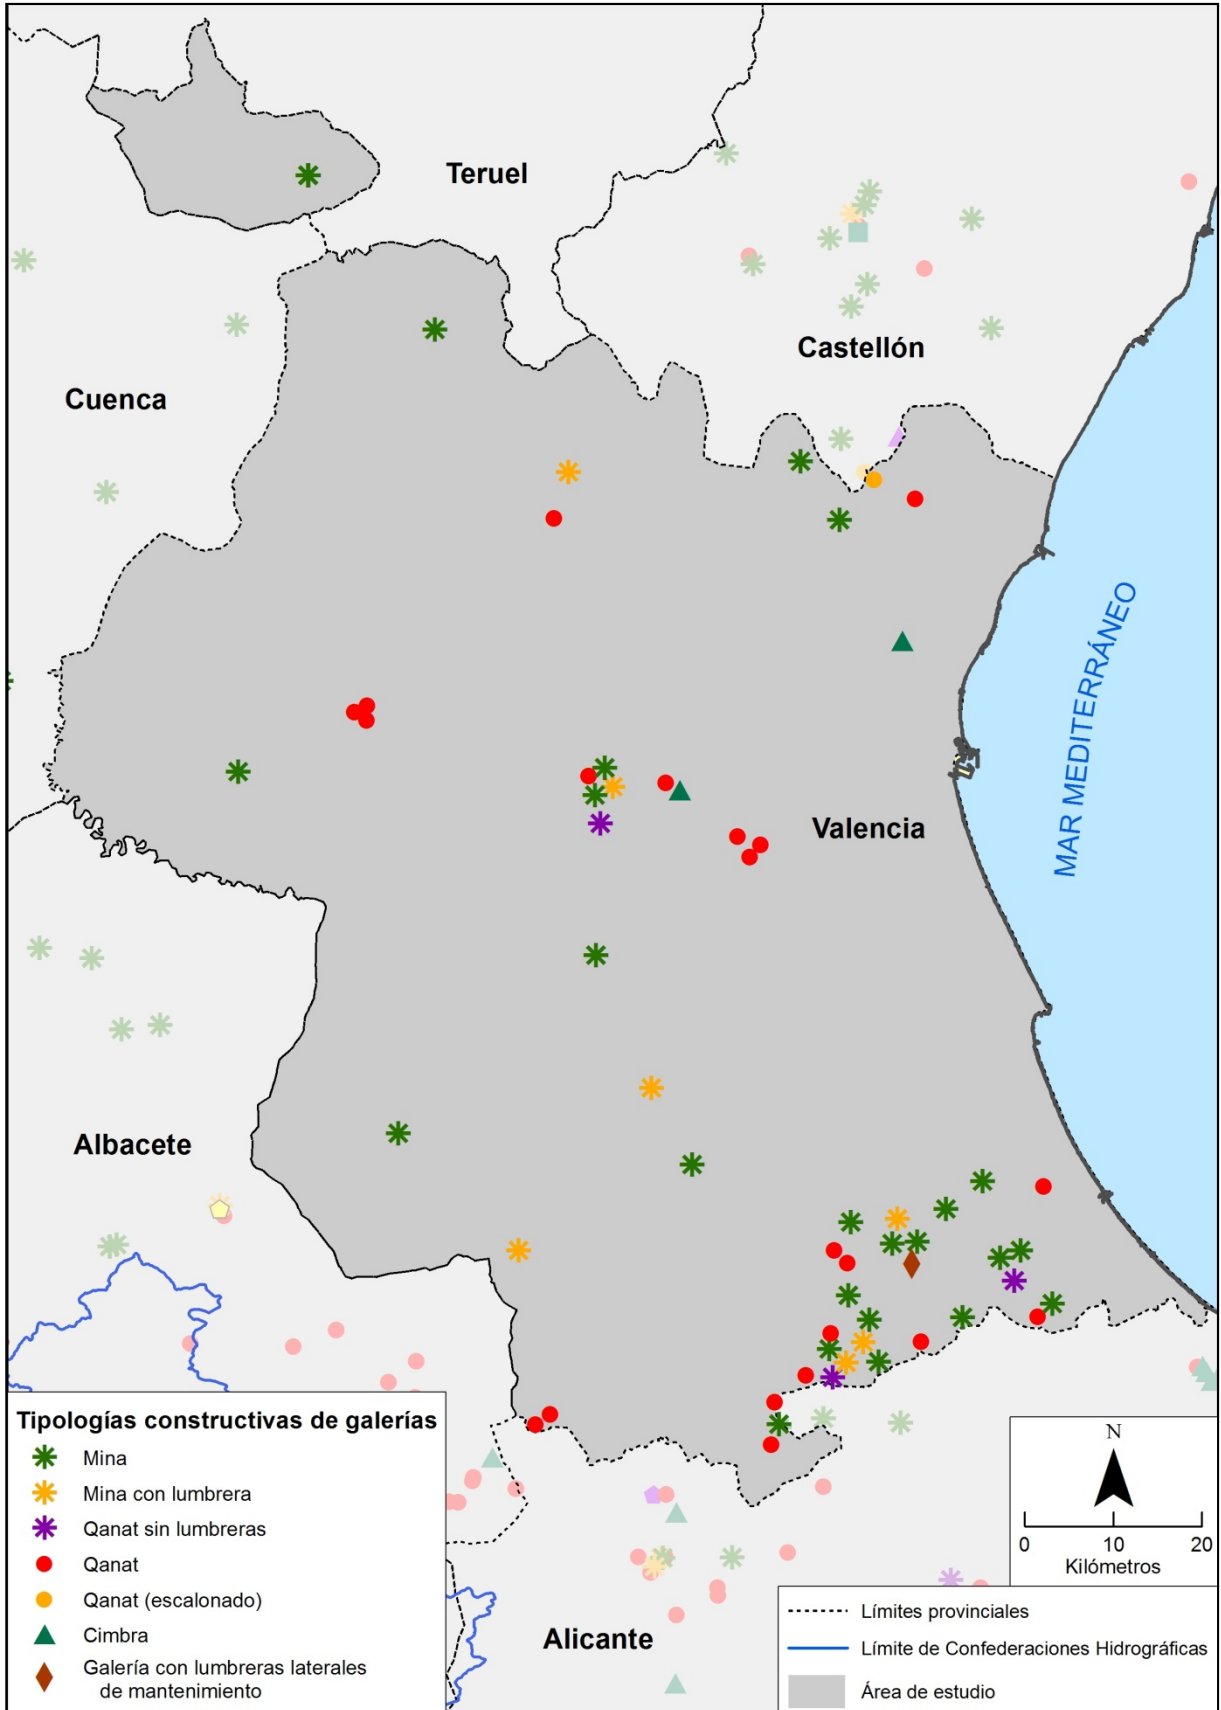 Teruel
Castellón
Cuenca
MAR MEDITERRÁNEO
Valencia
Albacete
Alicante
Tipologías constructivas de galerías
Mina
Mina con lumbrera
Qanat sin lumbreras
Qanat
Qanat (escalonado)
Cimbra
Galería con lumbreras laterales
de mantenimiento
N
0 10 20
Kilómetros
Límites provinciales
Límite de Confederaciones Hidrográficas
Área de estudio